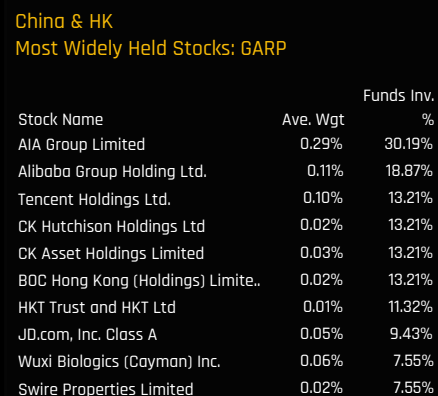 China & HK
Most Widely Held Stocks: GARP
Funds Inv.
Stock Name Ave. Wgt %
AIA Group Limited 0.29% 30.19%
Alibaba Group Holding Ltd. 0.11% 18.87%
Tencent Holdings Ltd. 0.10% 13.21%
CK Hutchison Holdings Ltd 0.02% 13.21%
CK Asset Holdings Limited 0.03% 13.21%
BOC Hong Kong (Holdings) Limite.. 0.02% 13.21%
HKT Trust and HKT Ltd 0.01% 11.32%
JD.com, Inc. Class A 0.05% 9.43%
Wuxi Biologics (Cayman) Inc. 0.06% 7.55%
Swire Properties Limited 0.02% 7.55%